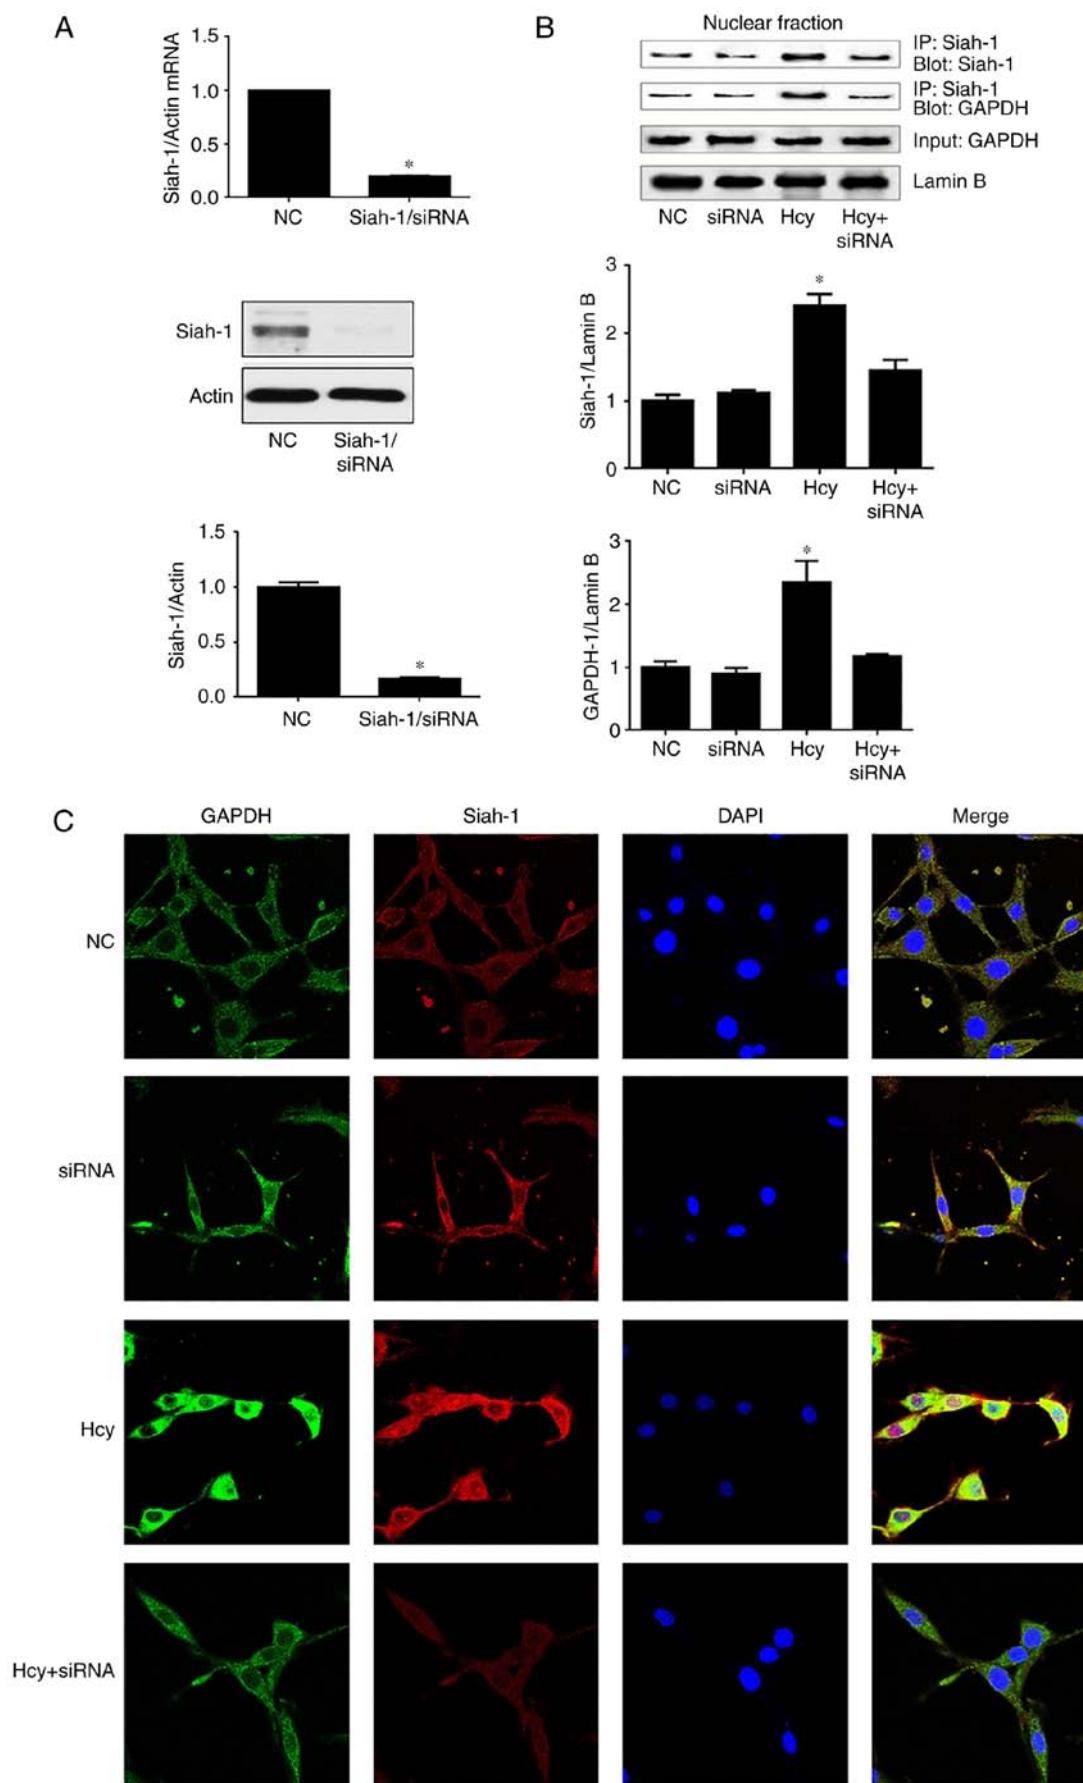 A
Siah-1/Actin mRNA
1.5
1.0
0.5
0.0
*
NC
Siah-1/siRNA
Siah-1
Actin
NC
Siah-1/
siRNA
Siah-1/Actin
1.5
1.0
0.5
0.0
*
NC
Siah-1/siRNA
B
Nuclear fraction
IP: Siah-1
Blot: Siah-1
IP: Siah-1
Blot: GAPDH
Input: GAPDH
Lamin B
NC
siRNA
Hcy
Hcy+
siRNA
Siah-1/Lamin B
3
2
1
0
*
NC
siRNA
Hcy
Hcy+
siRNA
GAPDH-1/Lamin B
3
2
1
0
*
NC
siRNA
Hcy
Hcy+
siRNA
C
GAPDH
Siah-1
DAPI
Merge
NC
siRNA
Hcy
Hcy+siRNA